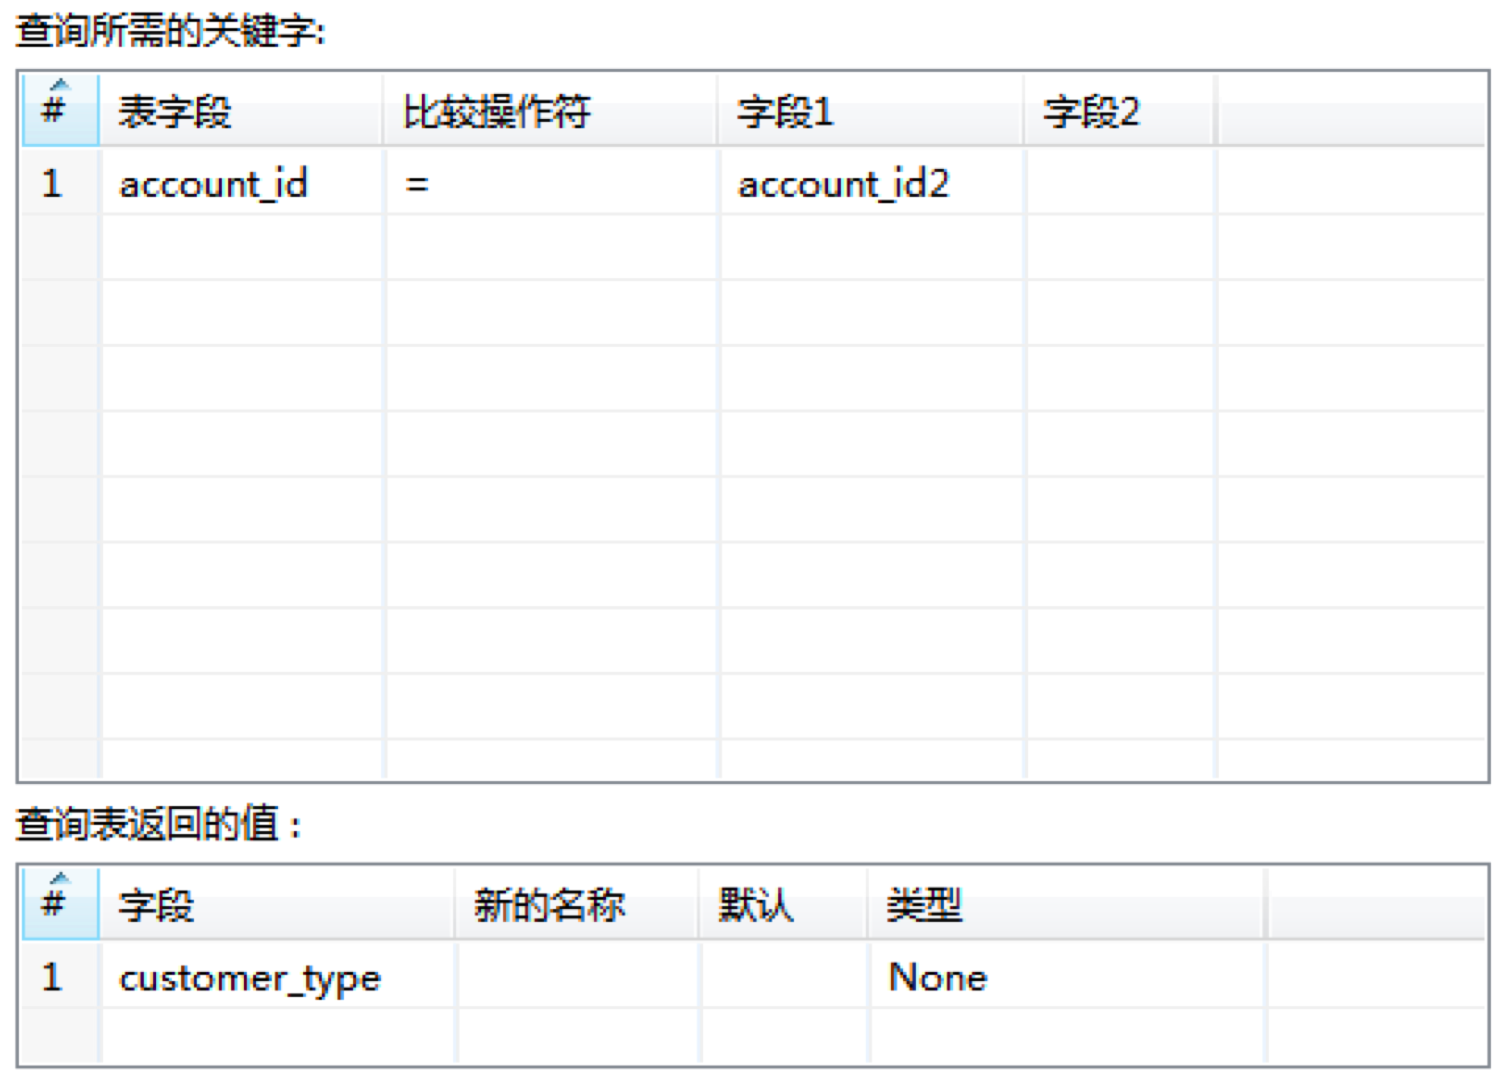 查询所需的关键字:
# 表字段 比较操作符 字段1 字段2
1 account_id = account_id2
查询表返回的值：
# 字段 新的名称 默认 类型
1 customer_type None